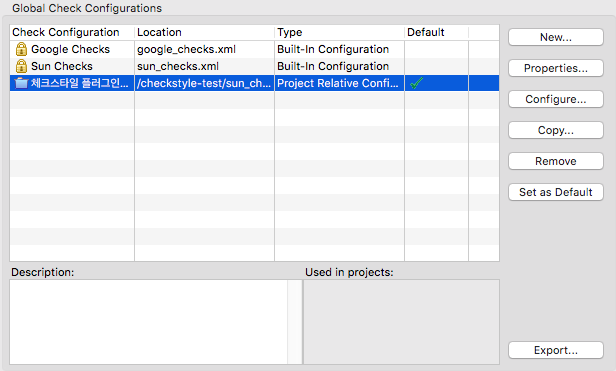 Global Check Configurations
Check Configuration Location Type Default
Google Checks google_checks.xml Built-In Configuration
Sun Checks sun_checks.xml Built-In Configuration
체크스타일 플러그인... /checkstyle-test/sun_ch... Project Relative Confi...
New...
Properties...
Configure...
Copy...
Remove
Set as Default
Description: Used in projects:
Export...